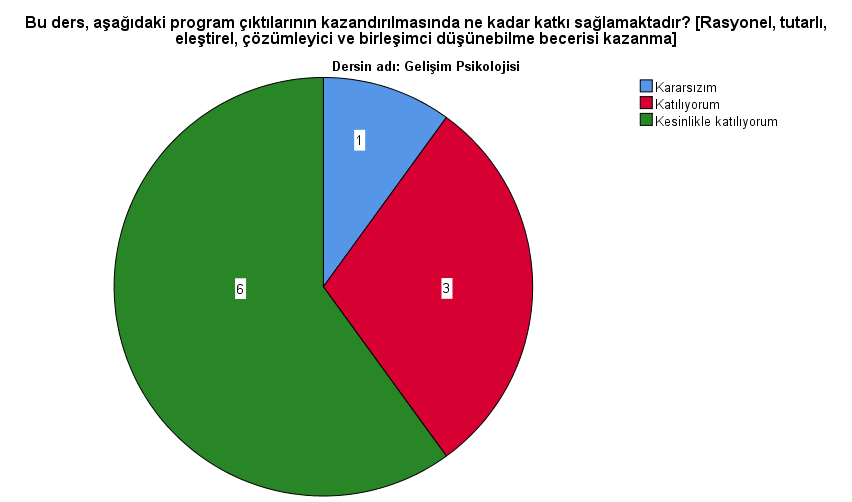 Bu ders, aşağıdaki program çıktılarının kazandırılmasında ne kadar katkı sağlamaktadır? [Rasyonel, tutarlı,
eleştirel, çözümleyici ve birleşimci düşünebilme becerisi kazanma]
Dersin adı: Gelişim Psikolojisi
Kararsızım
Katılıyorum
Kesinlikle katılıyorum
1
6
3